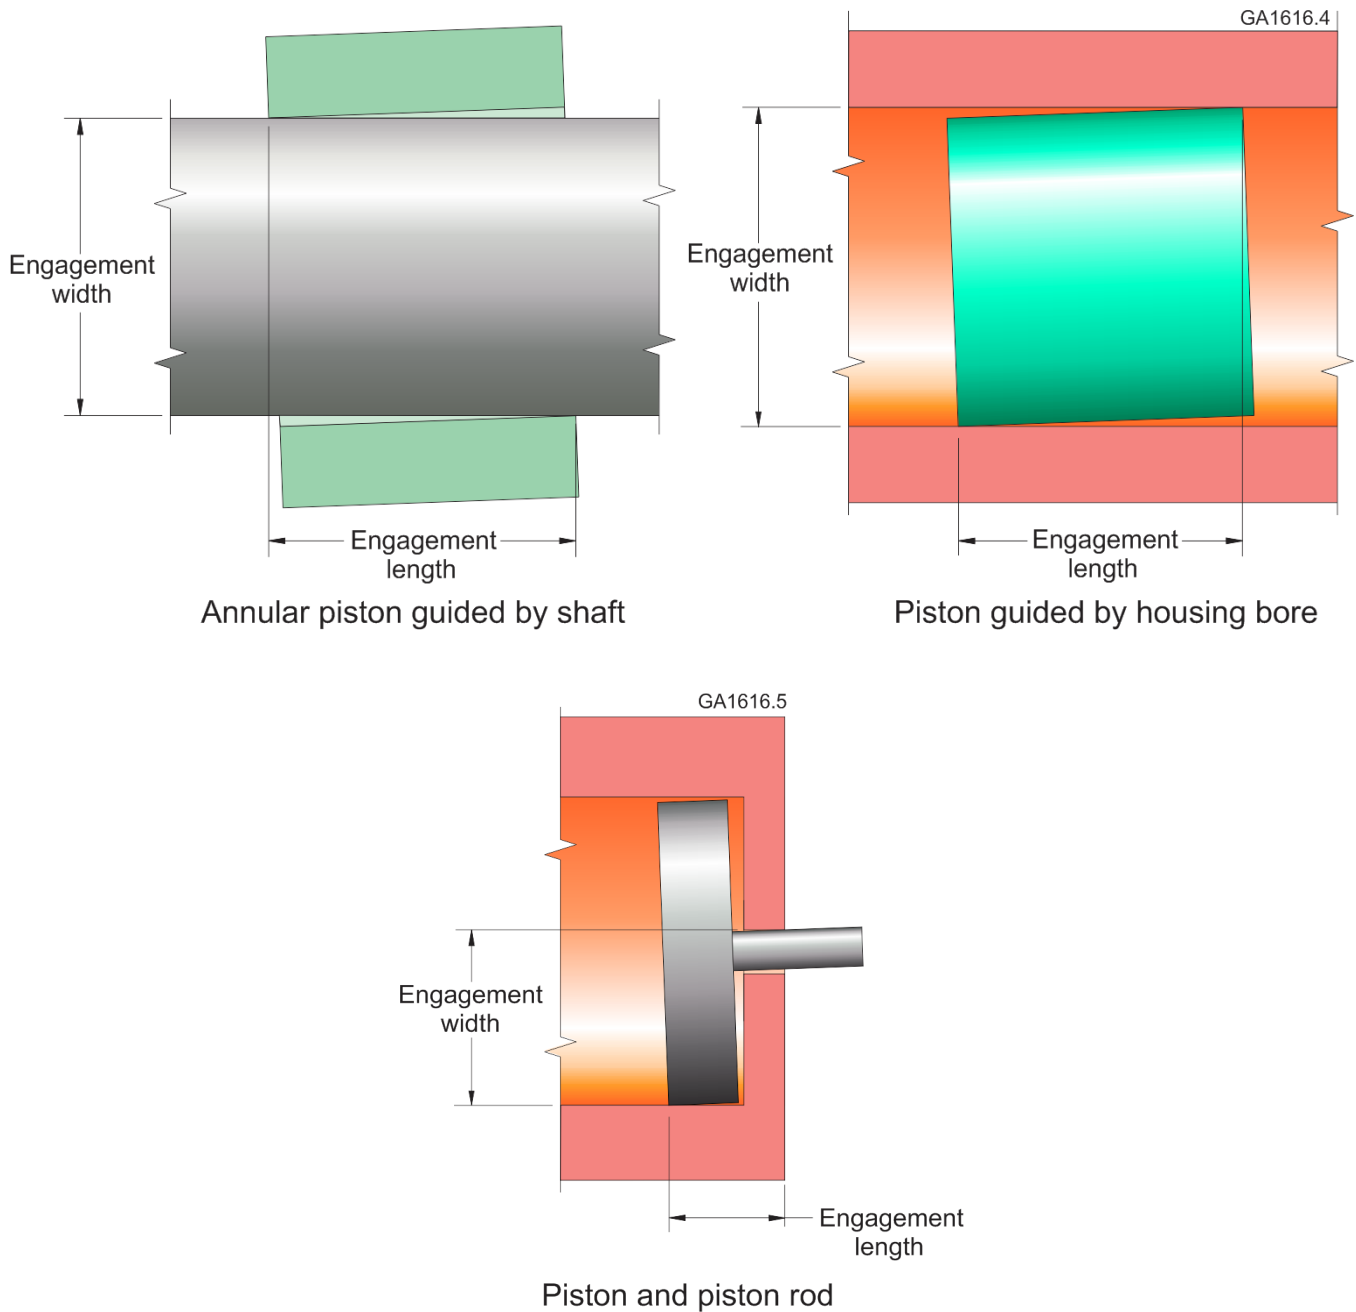 GA1616.4
Engagement
width
Engagement
width
Engagement
length
Engagement
length
Annular piston guided by shaft
Piston guided by housing bore
GA1616.5
Engagement
width
Engagement
length
Piston and piston rod